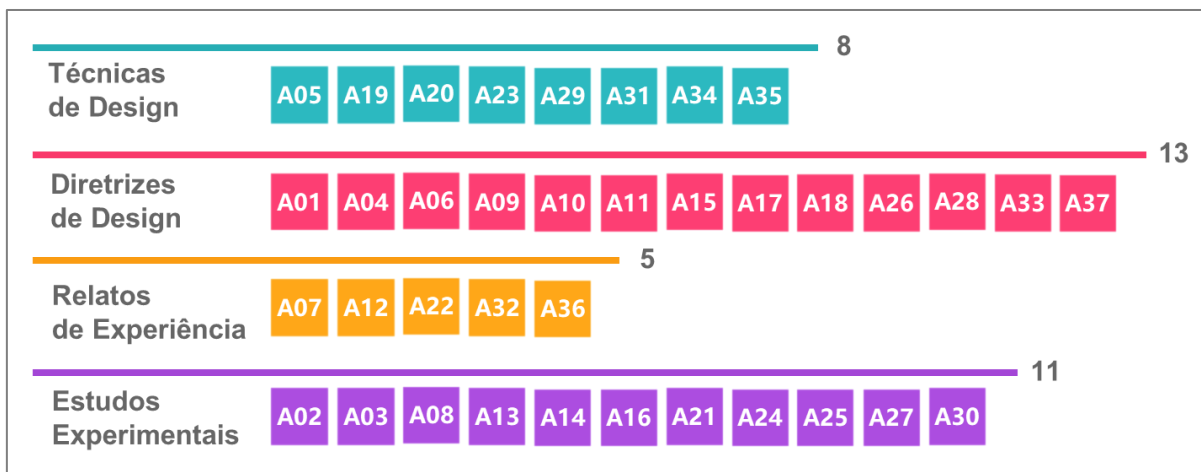 8
Técnicas
de Design
A05 A19 A20 A23 A29 A31 A34 A35
13
Diretrizes
de Design
A01 A04 A06 A09 A10 A11 A15 A17 A18 A26 A28 A33 A37
5
Relatos
de Experiência
A07 A12 A22 A32 A36
11
Estudos
Experimentais
A02 A03 A08 A13 A14 A16 A21 A24 A25 A27 A30